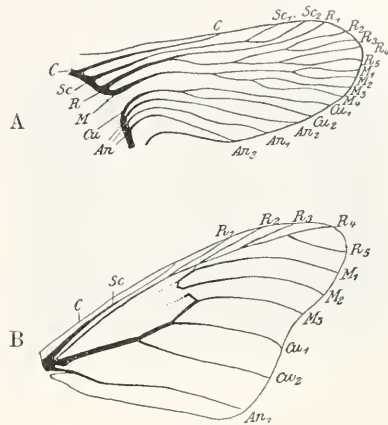 C
Sc₁
Sc₂
R₁
R₂
R₃
R₄
R₅
M₁
M₂
M₃
M₄
Cu₁
Cu₂
An₂
An₁
An₃
C
Sc
R
M
Cu
An
A
R₁
R₂
R₃
R₄
R₅
M₁
M₂
M₃
Cu₁
Cu₂
An₁
C
Sc
B